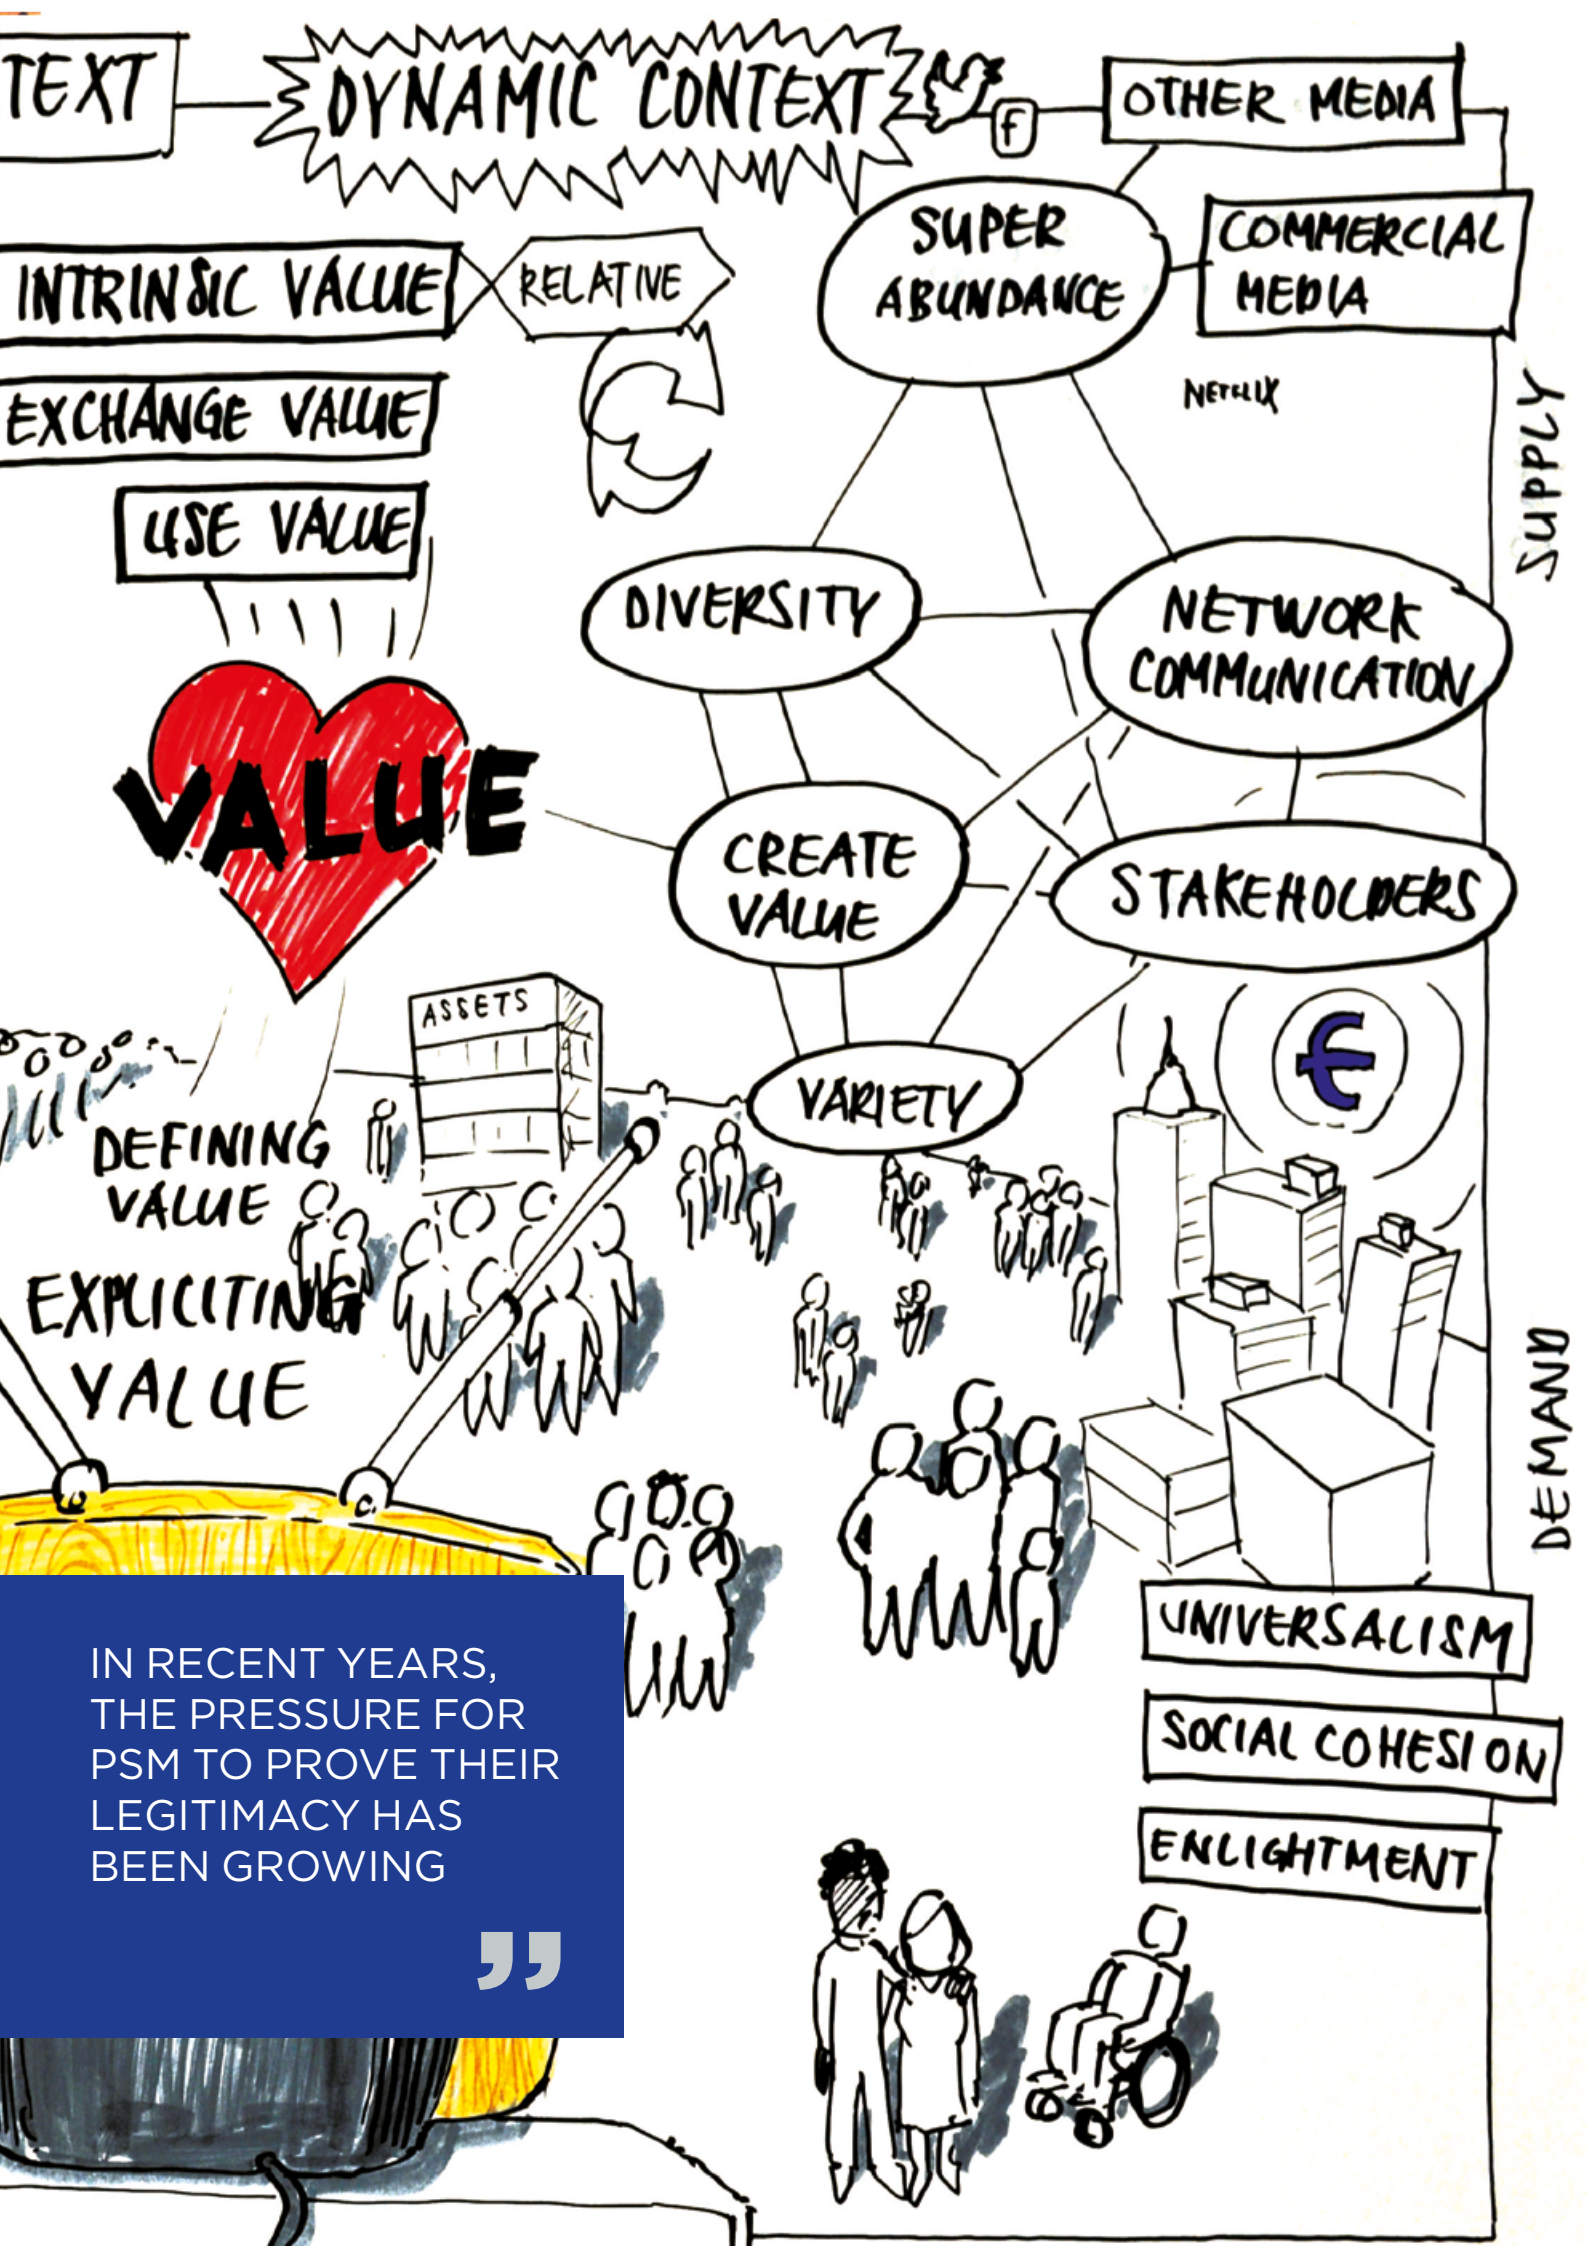 TEXT
DYNAMIC CONTEXT
f
OTHER MEDIA
SUPER
ABUNDANCE
COMMERCIAL
MEDIA
INTRINSIC VALUE
RELATIVE
EXCHANGE VALUE
NETFLIX
SUPPLY
USE VALUE
DIVERSITY
NETWORK
COMMUNICATION
VALUE
CREATE
VALUE
STAKEHOLDERS
ASSETS
€
VARIETY
DEFINING
VALUE
EXPLICITING
VALUE
DEMAND
UNIVERSALISM
SOCIAL COHESION
ENLIGHTMENT
IN RECENT YEARS,
THE PRESSURE FOR
PSM TO PROVE THEIR
LEGITIMACY HAS
BEEN GROWING
”